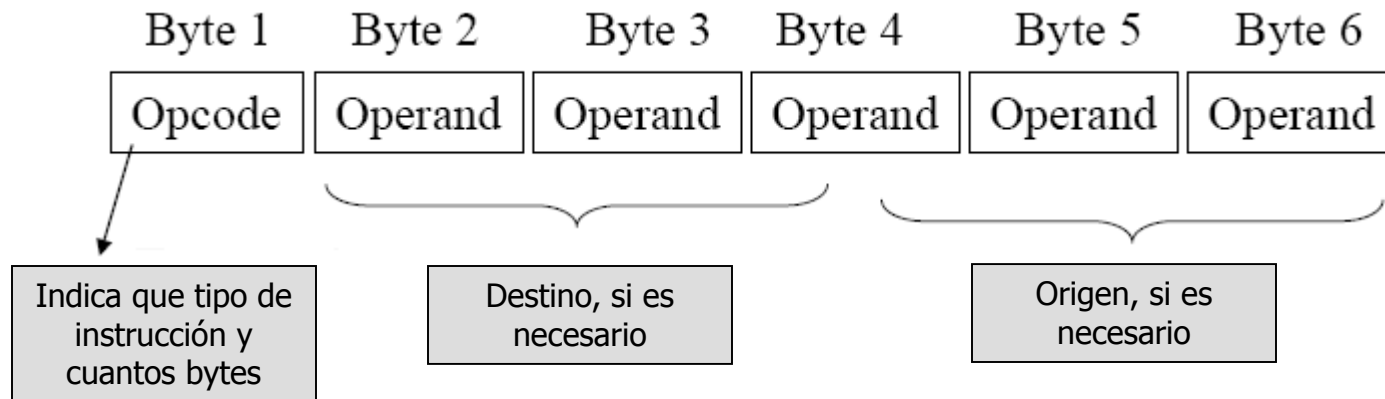 Byte 1 Byte 2 Byte 3 Byte 4 Byte 5 Byte 6
Opcode Operand Operand Operand Operand Operand
Indica que tipo de
instrucción y
cuantos bytes
Destino, si es
necesario
Origen, si es
necesario